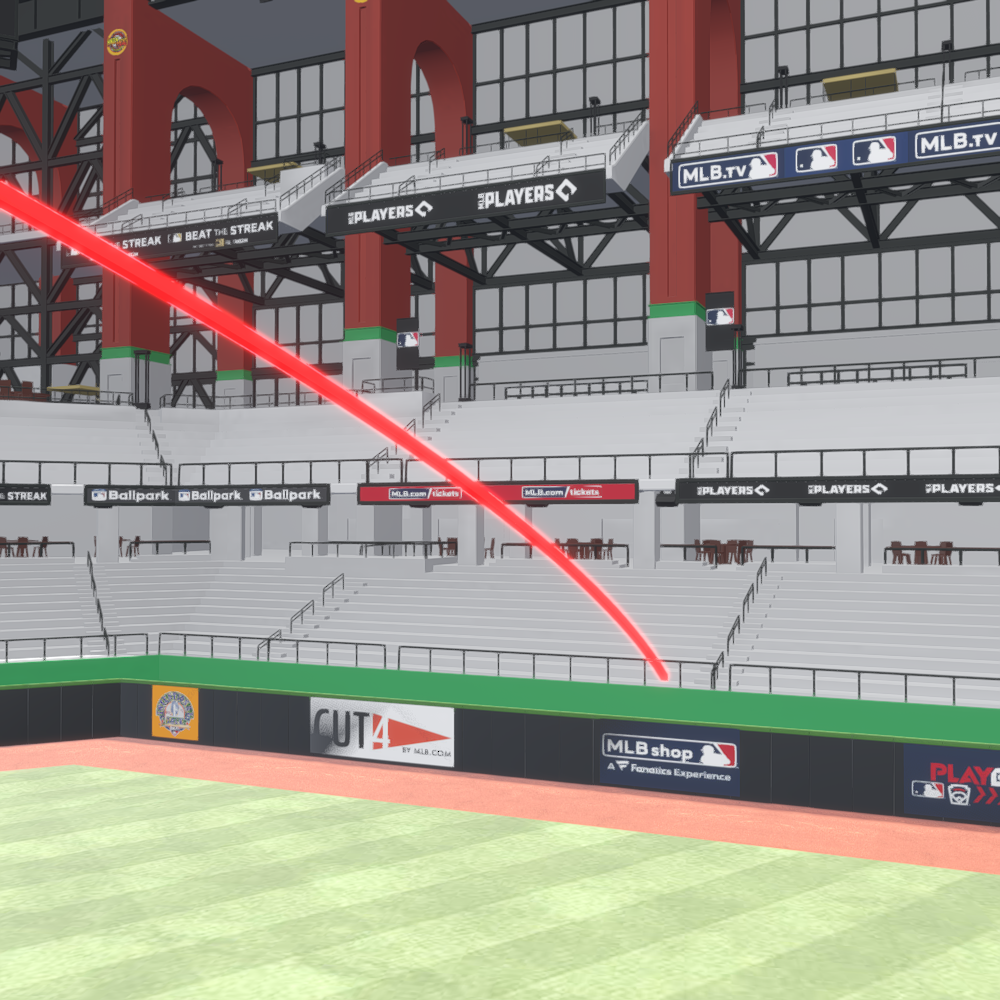 MLB.TV
MLB.TV
PLAYERS
PLAYERS
STREAK
BEAT THE STREAK
STREAK
Ballpark
Ballpark
Ballpark
MLB.com/tickets
MLB.com/tickets
PLAYERS
PLAYERS
PLAYERS
CUT4
BY MLB.COM
MLB shop
A Fanatics Experience
PLAY